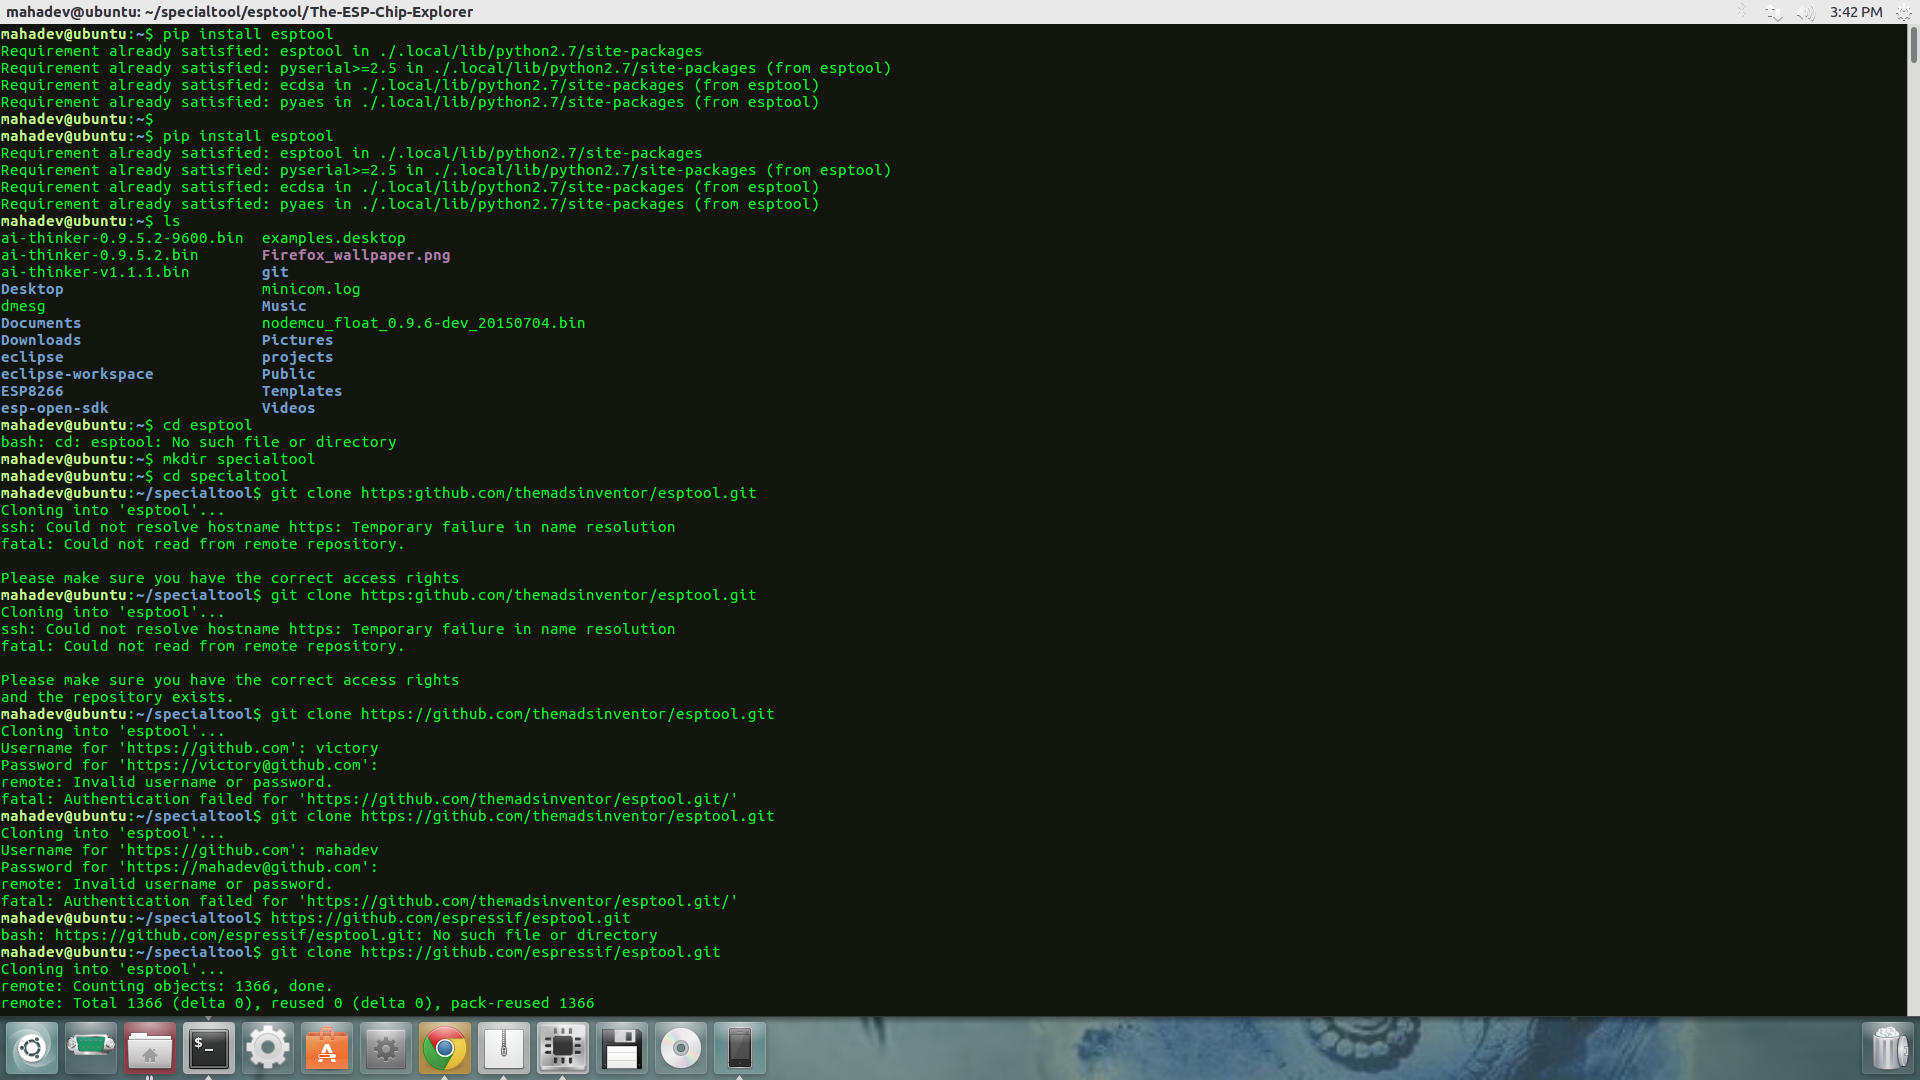 mahadev@ubuntu: ~/specialtool/esptool/The-ESP-Chip-Explorer
3:42 PM
mahadev@ubuntu:~$ pip install esptool
Requirement already satisfied: esptool in ./.local/lib/python2.7/site-packages
Requirement already satisfied: pyserial>=2.5 in ./.local/lib/python2.7/site-packages (from esptool)
Requirement already satisfied: ecdsa in ./.local/lib/python2.7/site-packages (from esptool)
Requirement already satisfied: pyaes in ./.local/lib/python2.7/site-packages (from esptool)
mahadev@ubuntu:~$
mahadev@ubuntu:~$ pip install esptool
Requirement already satisfied: esptool in ./.local/lib/python2.7/site-packages
Requirement already satisfied: pyserial>=2.5 in ./.local/lib/python2.7/site-packages (from esptool)
Requirement already satisfied: ecdsa in ./.local/lib/python2.7/site-packages (from esptool)
Requirement already satisfied: pyaes in ./.local/lib/python2.7/site-packages (from esptool)
mahadev@ubuntu:~$ ls
ai-thinker-0.9.5.2-9600.bin  examples.desktop
ai-thinker-0.9.5.2.bin       Firefox_wallpaper.png
ai-thinker-v1.1.1.bin        git
Desktop                      minicom.log
dmesg                        Music
Documents                    nodemcu_float_0.9.6-dev_20150704.bin
Downloads                    Pictures
eclipse                      projects
eclipse-workspace            Public
ESP8266                      Templates
esp-open-sdk                 Videos
mahadev@ubuntu:~$ cd esptool
bash: cd: esptool: No such file or directory
mahadev@ubuntu:~$ mkdir specialtool
mahadev@ubuntu:~$ cd specialtool
mahadev@ubuntu:~/specialtool$ git clone https:github.com/themadsinventor/esptool.git
Cloning into 'esptool'...
ssh: Could not resolve hostname https: Temporary failure in name resolution
fatal: Could not read from remote repository.

Please make sure you have the correct access rights
mahadev@ubuntu:~/specialtool$ git clone https:github.com/themadsinventor/esptool.git
Cloning into 'esptool'...
ssh: Could not resolve hostname https: Temporary failure in name resolution
fatal: Could not read from remote repository.

Please make sure you have the correct access rights
and the repository exists.
mahadev@ubuntu:~/specialtool$ git clone https://github.com/themadsinventor/esptool.git
Cloning into 'esptool'...
Username for 'https://github.com': victory
Password for 'https://victory@github.com':
remote: Invalid username or password.
fatal: Authentication failed for 'https://github.com/themadsinventor/esptool.git/'
mahadev@ubuntu:~/specialtool$ git clone https://github.com/themadsinventor/esptool.git
Cloning into 'esptool'...
Username for 'https://github.com': mahadev
Password for 'https://mahadev@github.com':
remote: Invalid username or password.
fatal: Authentication failed for 'https://github.com/themadsinventor/esptool.git/'
mahadev@ubuntu:~/specialtool$ https://github.com/espressif/esptool.git
bash: https://github.com/espressif/esptool.git: No such file or directory
mahadev@ubuntu:~/specialtool$ git clone https://github.com/espressif/esptool.git
Cloning into 'esptool'...
remote: Counting objects: 1366, done.
remote: Total 1366 (delta 0), reused 0 (delta 0), pack-reused 1366
$_